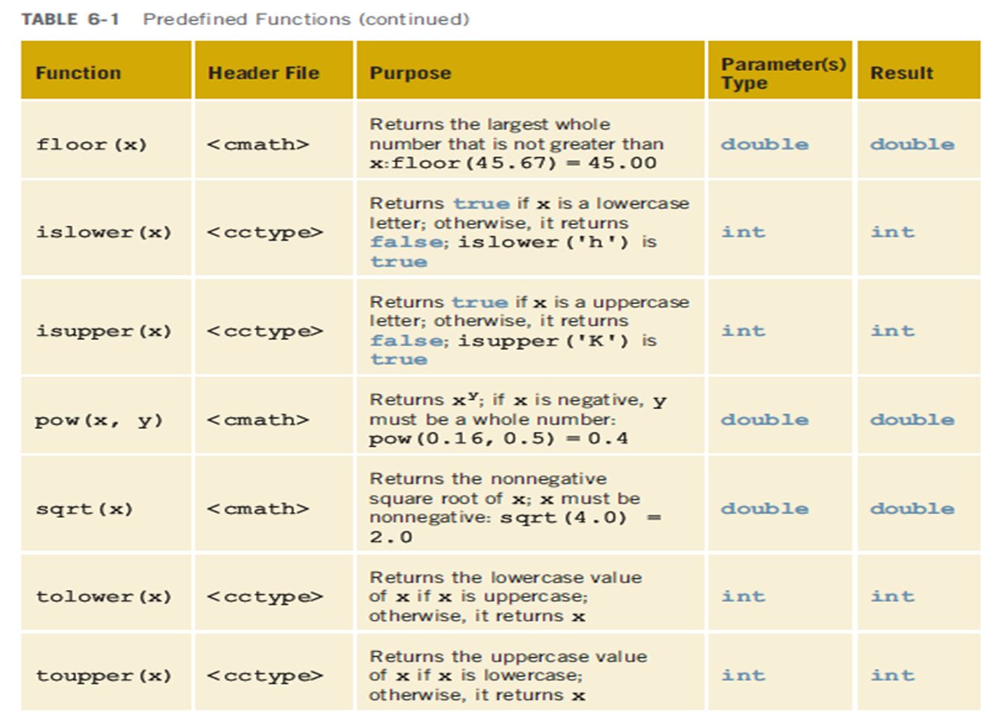 TABLE 6-1 Predefined Functions (continued)
Function Header File Purpose Parameter(s) Type Result
floor(x) <cmath> Returns the largest whole
number that is not greater than
x:floor(45.67) = 45.00 double double
islower(x) <cctype> Returns true if x is a lowercase
letter; otherwise, it returns
false; islower('h') is
true int int
isupper(x) <cctype> Returns true if x is a uppercase
letter; otherwise, it returns
false; isupper('K') is
true int int
pow(x, y) <cmath> Returns xʸ; if x is negative, y
must be a whole number:
pow(0.16, 0.5) = 0.4 double double
sqrt(x) <cmath> Returns the nonnegative
square root of x; x must be
nonnegative: sqrt(4.0) =
2.0 double double
tolower(x) <cctype> Returns the lowercase value
of x if x is uppercase;
otherwise, it returns x int int
toupper(x) <cctype> Returns the uppercase value
of x if x is lowercase;
otherwise, it returns x int int